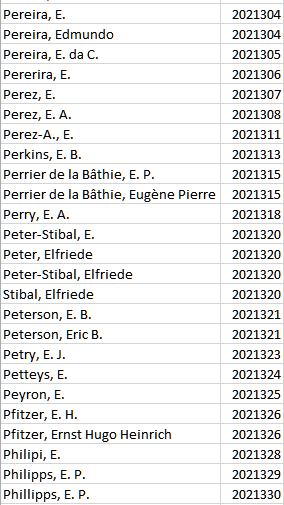 Pereira, E. 2021304
Pereira, Edmundo 2021304
Pereira, E. da C. 2021305
Pererira, E. 2021306
Perez, E. 2021307
Perez, E. A. 2021308
Perez-A., E. 2021311
Perkins, E. B. 2021313
Perrier de la Bâthie, E. P. 2021315
Perrier de la Bâthie, Eugène Pierre 2021315
Perry, E. A. 2021318
Peter-Stibal, E. 2021320
Peter, Elfriede 2021320
Peter-Stibal, Elfriede 2021320
Stibal, Elfriede 2021320
Peterson, E. B. 2021321
Peterson, Eric B. 2021321
Petry, E. J. 2021323
Petteys, E. 2021324
Peyron, E. 2021325
Pfitzer, E. H. 2021326
Pfitzer, Ernst Hugo Heinrich 2021326
Philipi, E. 2021328
Philipps, E. P. 2021329
Phillipps, E. P. 2021330